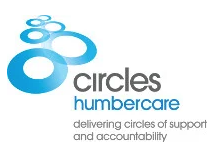 circles
humbercare
delivering circles of support
and accountability